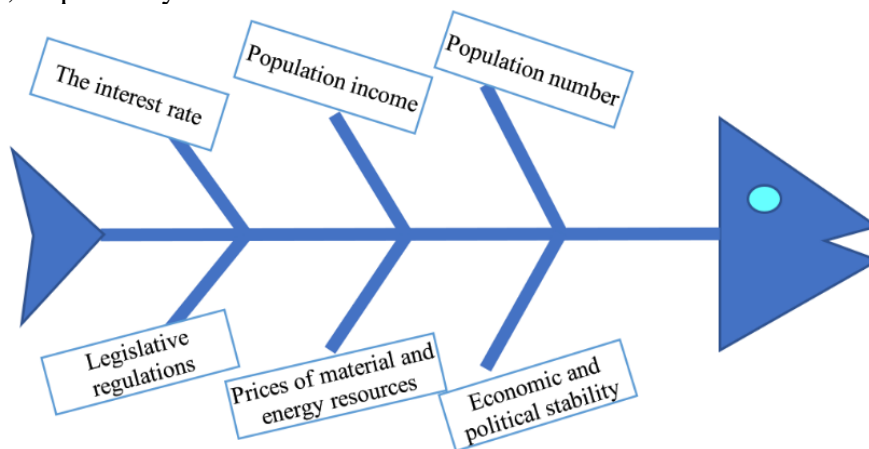 The interest rate
Population income
Population number
Legislative
regulations
Prices of material and
energy resources
Economic and
political stability